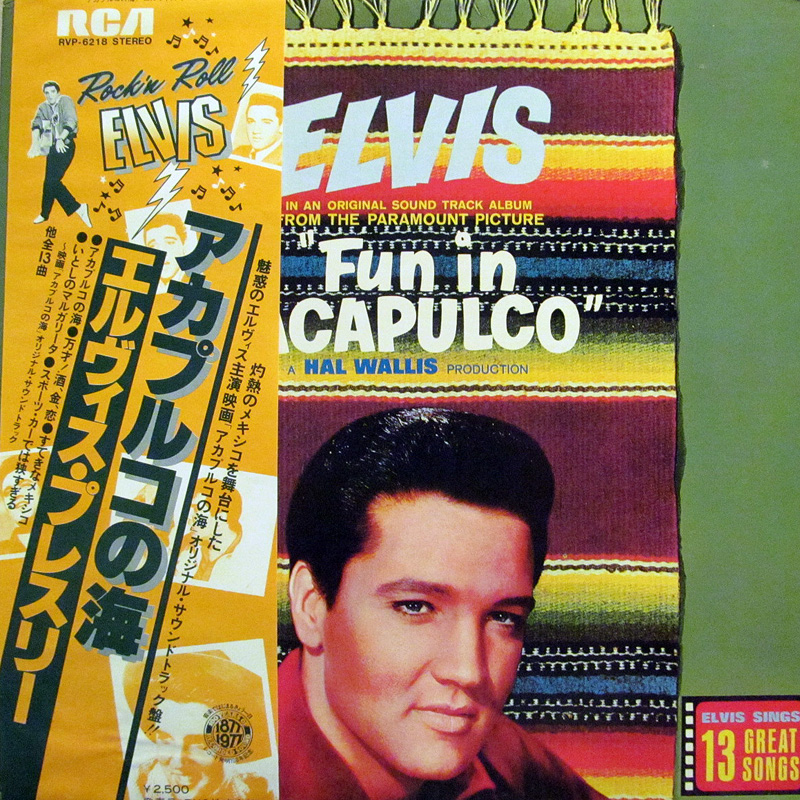 RCA
RVP-6218 STEREO
Rock'n Roll
ELVIS
アカプルコの海
エルヴィス・プレスリー
魅惑のエルヴィス主演映画「アカプルコの海」オリジナル・サウンドトラック盤!!
灼熱のメキシコを舞台にした
●アカプルコの海●万才!酒、金、恋●すてきなメキシコ
●いとしのマルガリータ●スポーツ・カーでは狭すぎる
〜映画「アカプルコの海」オリジナル・サウンドトラック
他全13曲
1877
1977
¥2,500
ELVIS
IN AN ORIGINAL SOUND TRACK ALBUM
FROM THE PARAMOUNT PICTURE
"Fun in
ACAPULCO"
A HAL WALLIS PRODUCTION
ELVIS SINGS
13 GREAT
SONGS